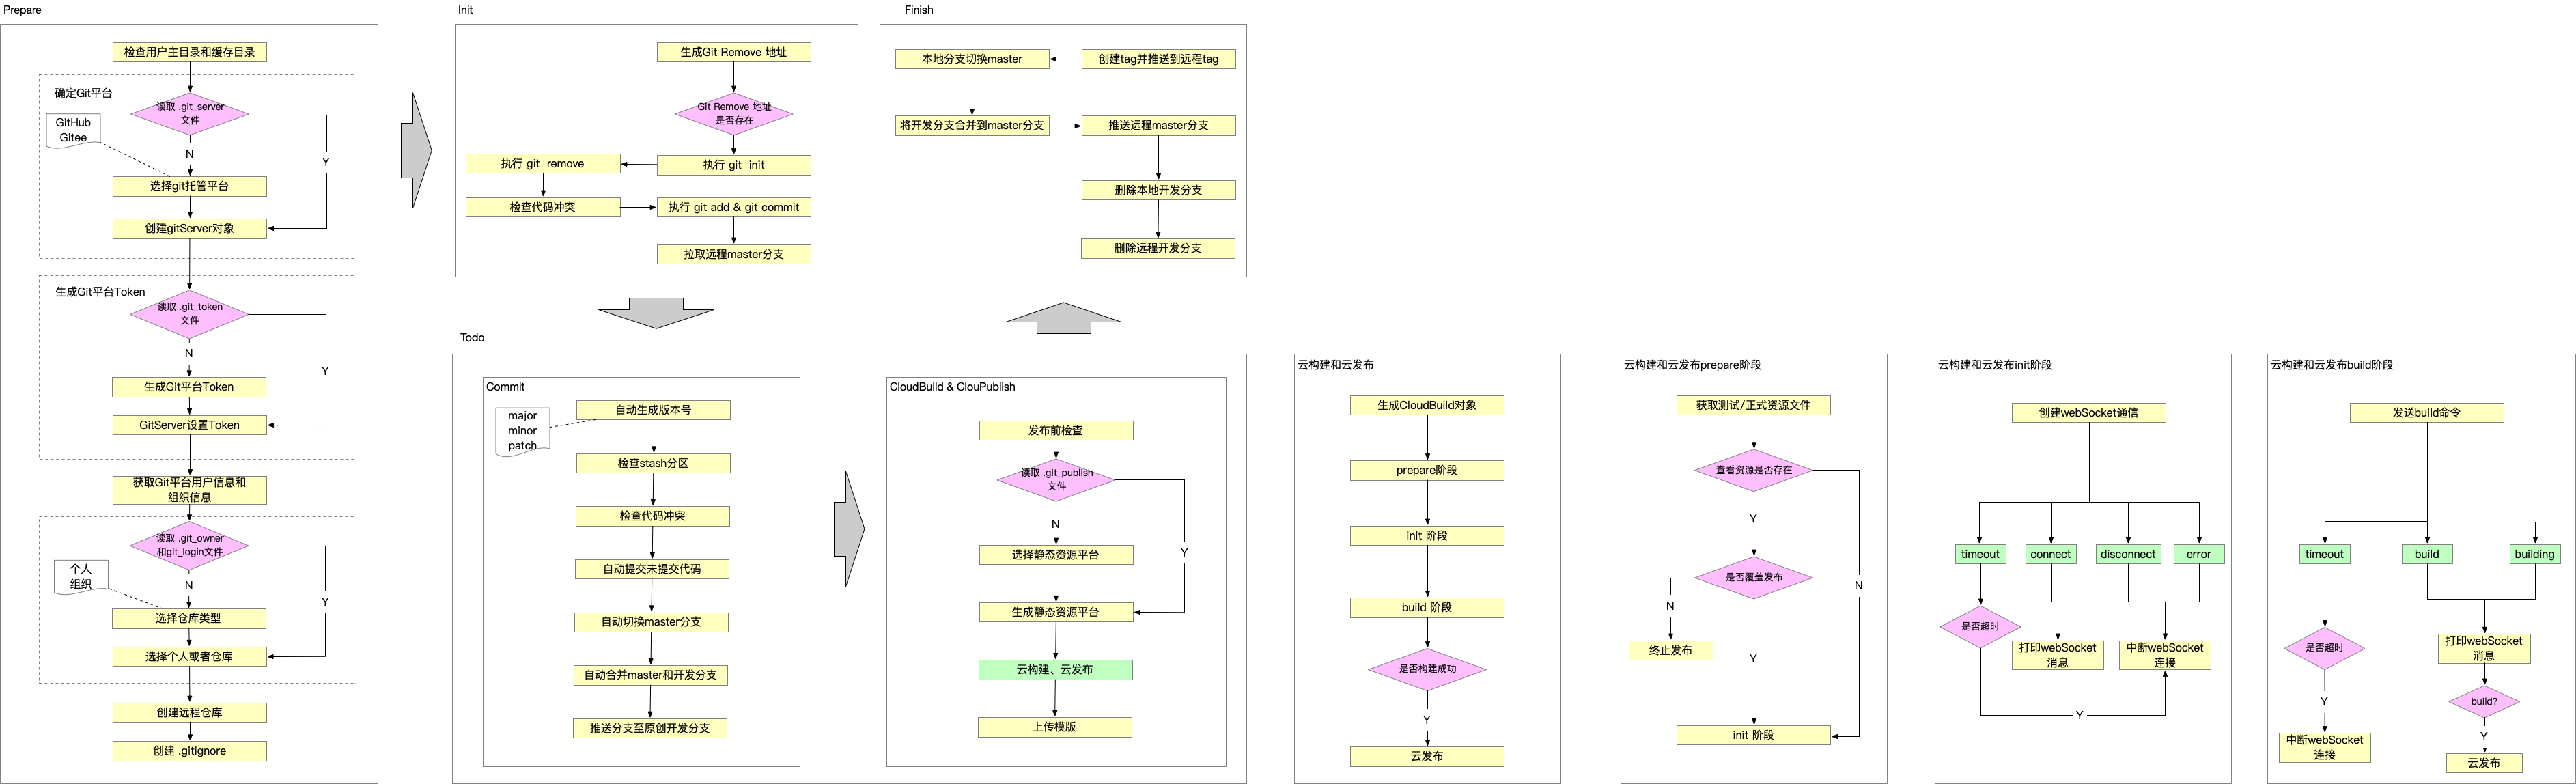 Prepare
检查用户主目录和缓存目录
确定Git平台
读取 .git_server
文件
GitHub
Gitee
N
Y
选择git托管平台
创建gitServer对象
生成Git平台Token
读取 .git_token
文件
N
Y
生成Git平台Token
GitServer设置Token
获取Git平台用户信息和
组织信息
读取 .git_owner
和git_login文件
个人
组织
N
Y
选择仓库类型
选择个人或者仓库
创建远程仓库
创建 .gitignore
Init
生成Git Remove 地址
Git Remove 地址
是否存在
执行 git  init
执行 git  remove
检查代码冲突
执行 git add & git commit
拉取远程master分支
Finish
创建tag并推送到远程tag
本地分支切换master
将开发分支合并到master分支
推送远程master分支
删除本地开发分支
删除远程开发分支
Todo
Commit
major
minor
patch
自动生成版本号
检查stash分区
检查代码冲突
自动提交未提交代码
自动切换master分支
自动合并master和开发分支
推送分支至原创开发分支
CloudBuild & ClouPublish
发布前检查
读取 .git_publish
文件
N
Y
选择静态资源平台
生成静态资源平台
云构建、云发布
上传模版
云构建和云发布
生成CloudBuild对象
prepare阶段
init 阶段
build 阶段
是否构建成功
Y
云发布
云构建和云发布prepare阶段
获取测试/正式资源文件
查看资源是否存在
Y
N
是否覆盖发布
N
终止发布
Y
init 阶段
云构建和云发布init阶段
创建webSocket通信
timeout
connect
disconnect
error
是否超时
打印webSocket
消息
中断webSocket
连接
Y
云构建和云发布build阶段
发送build命令
timeout
build
building
是否超时
打印webSocket
消息
Y
build?
Y
中断webSocket
连接
云发布